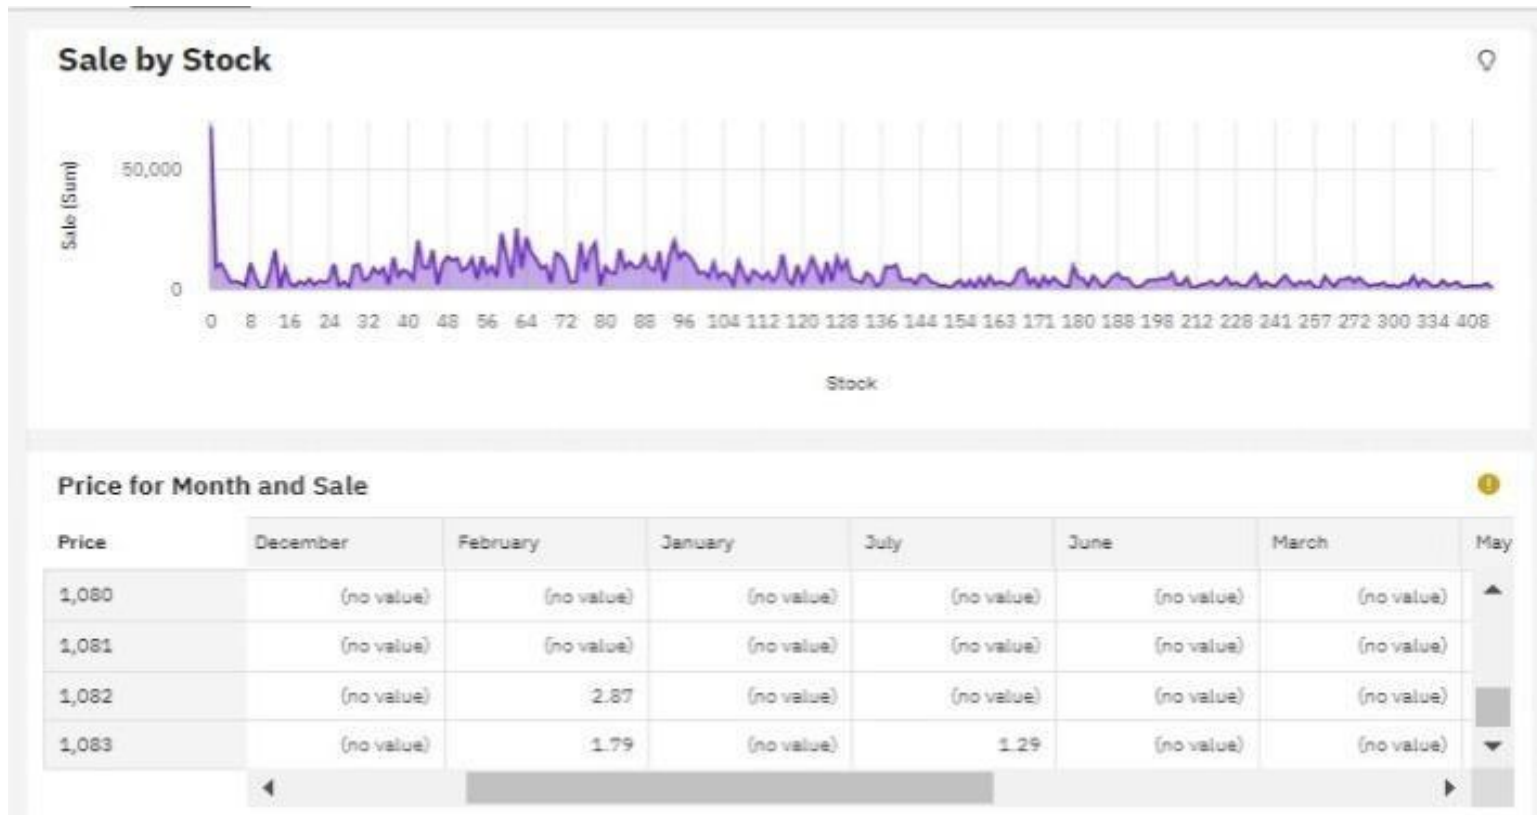 Sale by Stock
Sale (Sum)
50,000
0
0 8 16 24 32 40 48 56 64 72 80 88 96 104 112 120 128 136 144 154 163 171 180 188 198 212 228 241 257 272 300 334 408
Stock
Price for Month and Sale
Price December February January July June March May
1,080 (no value) (no value) (no value) (no value) (no value) (no value)
1,081 (no value) (no value) (no value) (no value) (no value) (no value)
1,082 (no value) 2.87 (no value) (no value) (no value) (no value)
1,083 (no value) 1.79 (no value) 1.29 (no value) (no value)